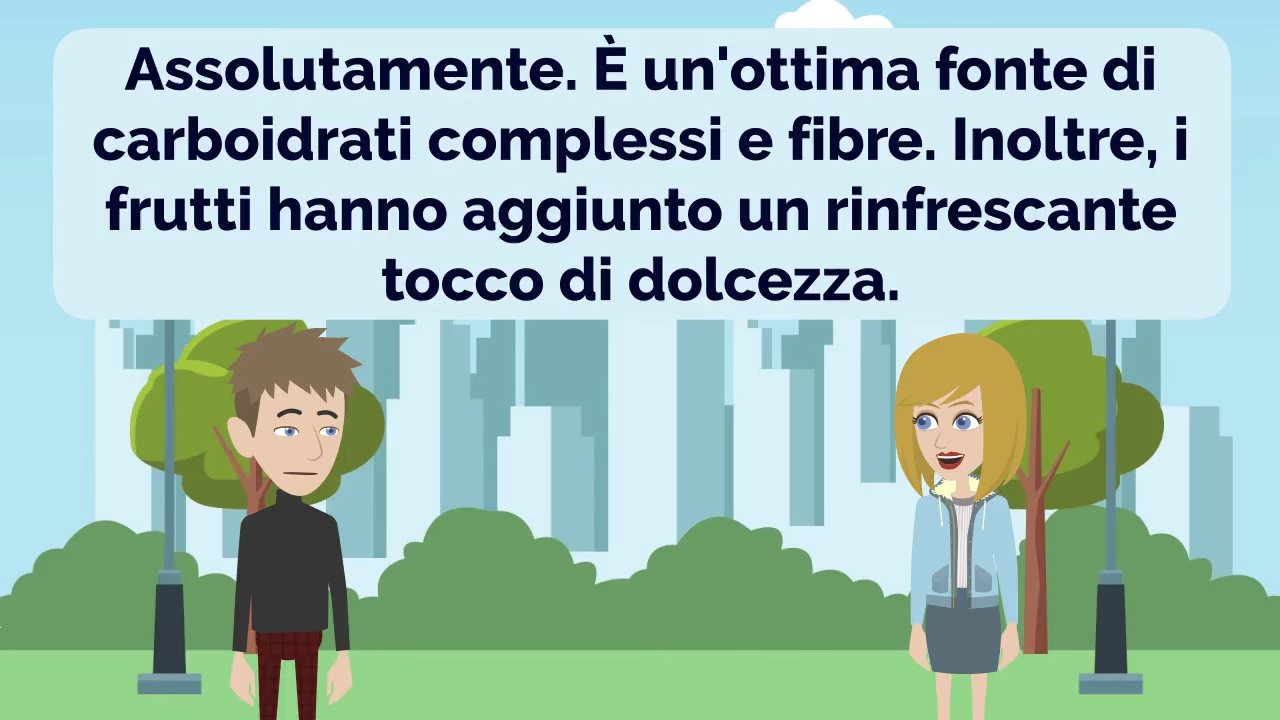 Assolutamente. È un'ottima fonte di
carboidrati complessi e fibre. Inoltre, i
frutti hanno aggiunto un rinfrescante
tocco di dolcezza.